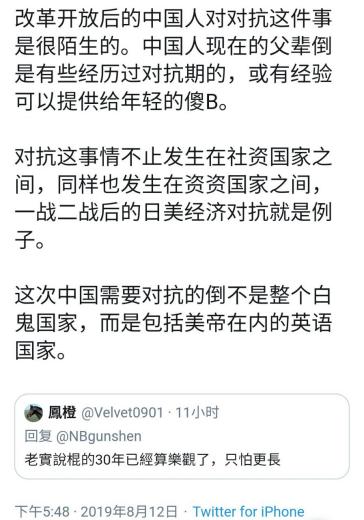 改革开放后的中国人对对抗这件事
是很陌生的。中国人现在的父辈倒
是有些经历过对抗期的，或有经验
可以提供给年轻的傻B。
对抗这事情不止发生在社资国家之
间，同样也发生在资资国家之间，
一战二战后的日美经济对抗就是例
子。
这次中国需要对抗的倒不是整个白
鬼国家，而是包括美帝在内的英语
国家。
鳳橙 @Velvet0901 · 11小时
回复 @NBgunshen
老實說棍的30年已經算樂觀了，只怕更長
下午5:48 · 2019年8月12日 · Twitter for iPhone